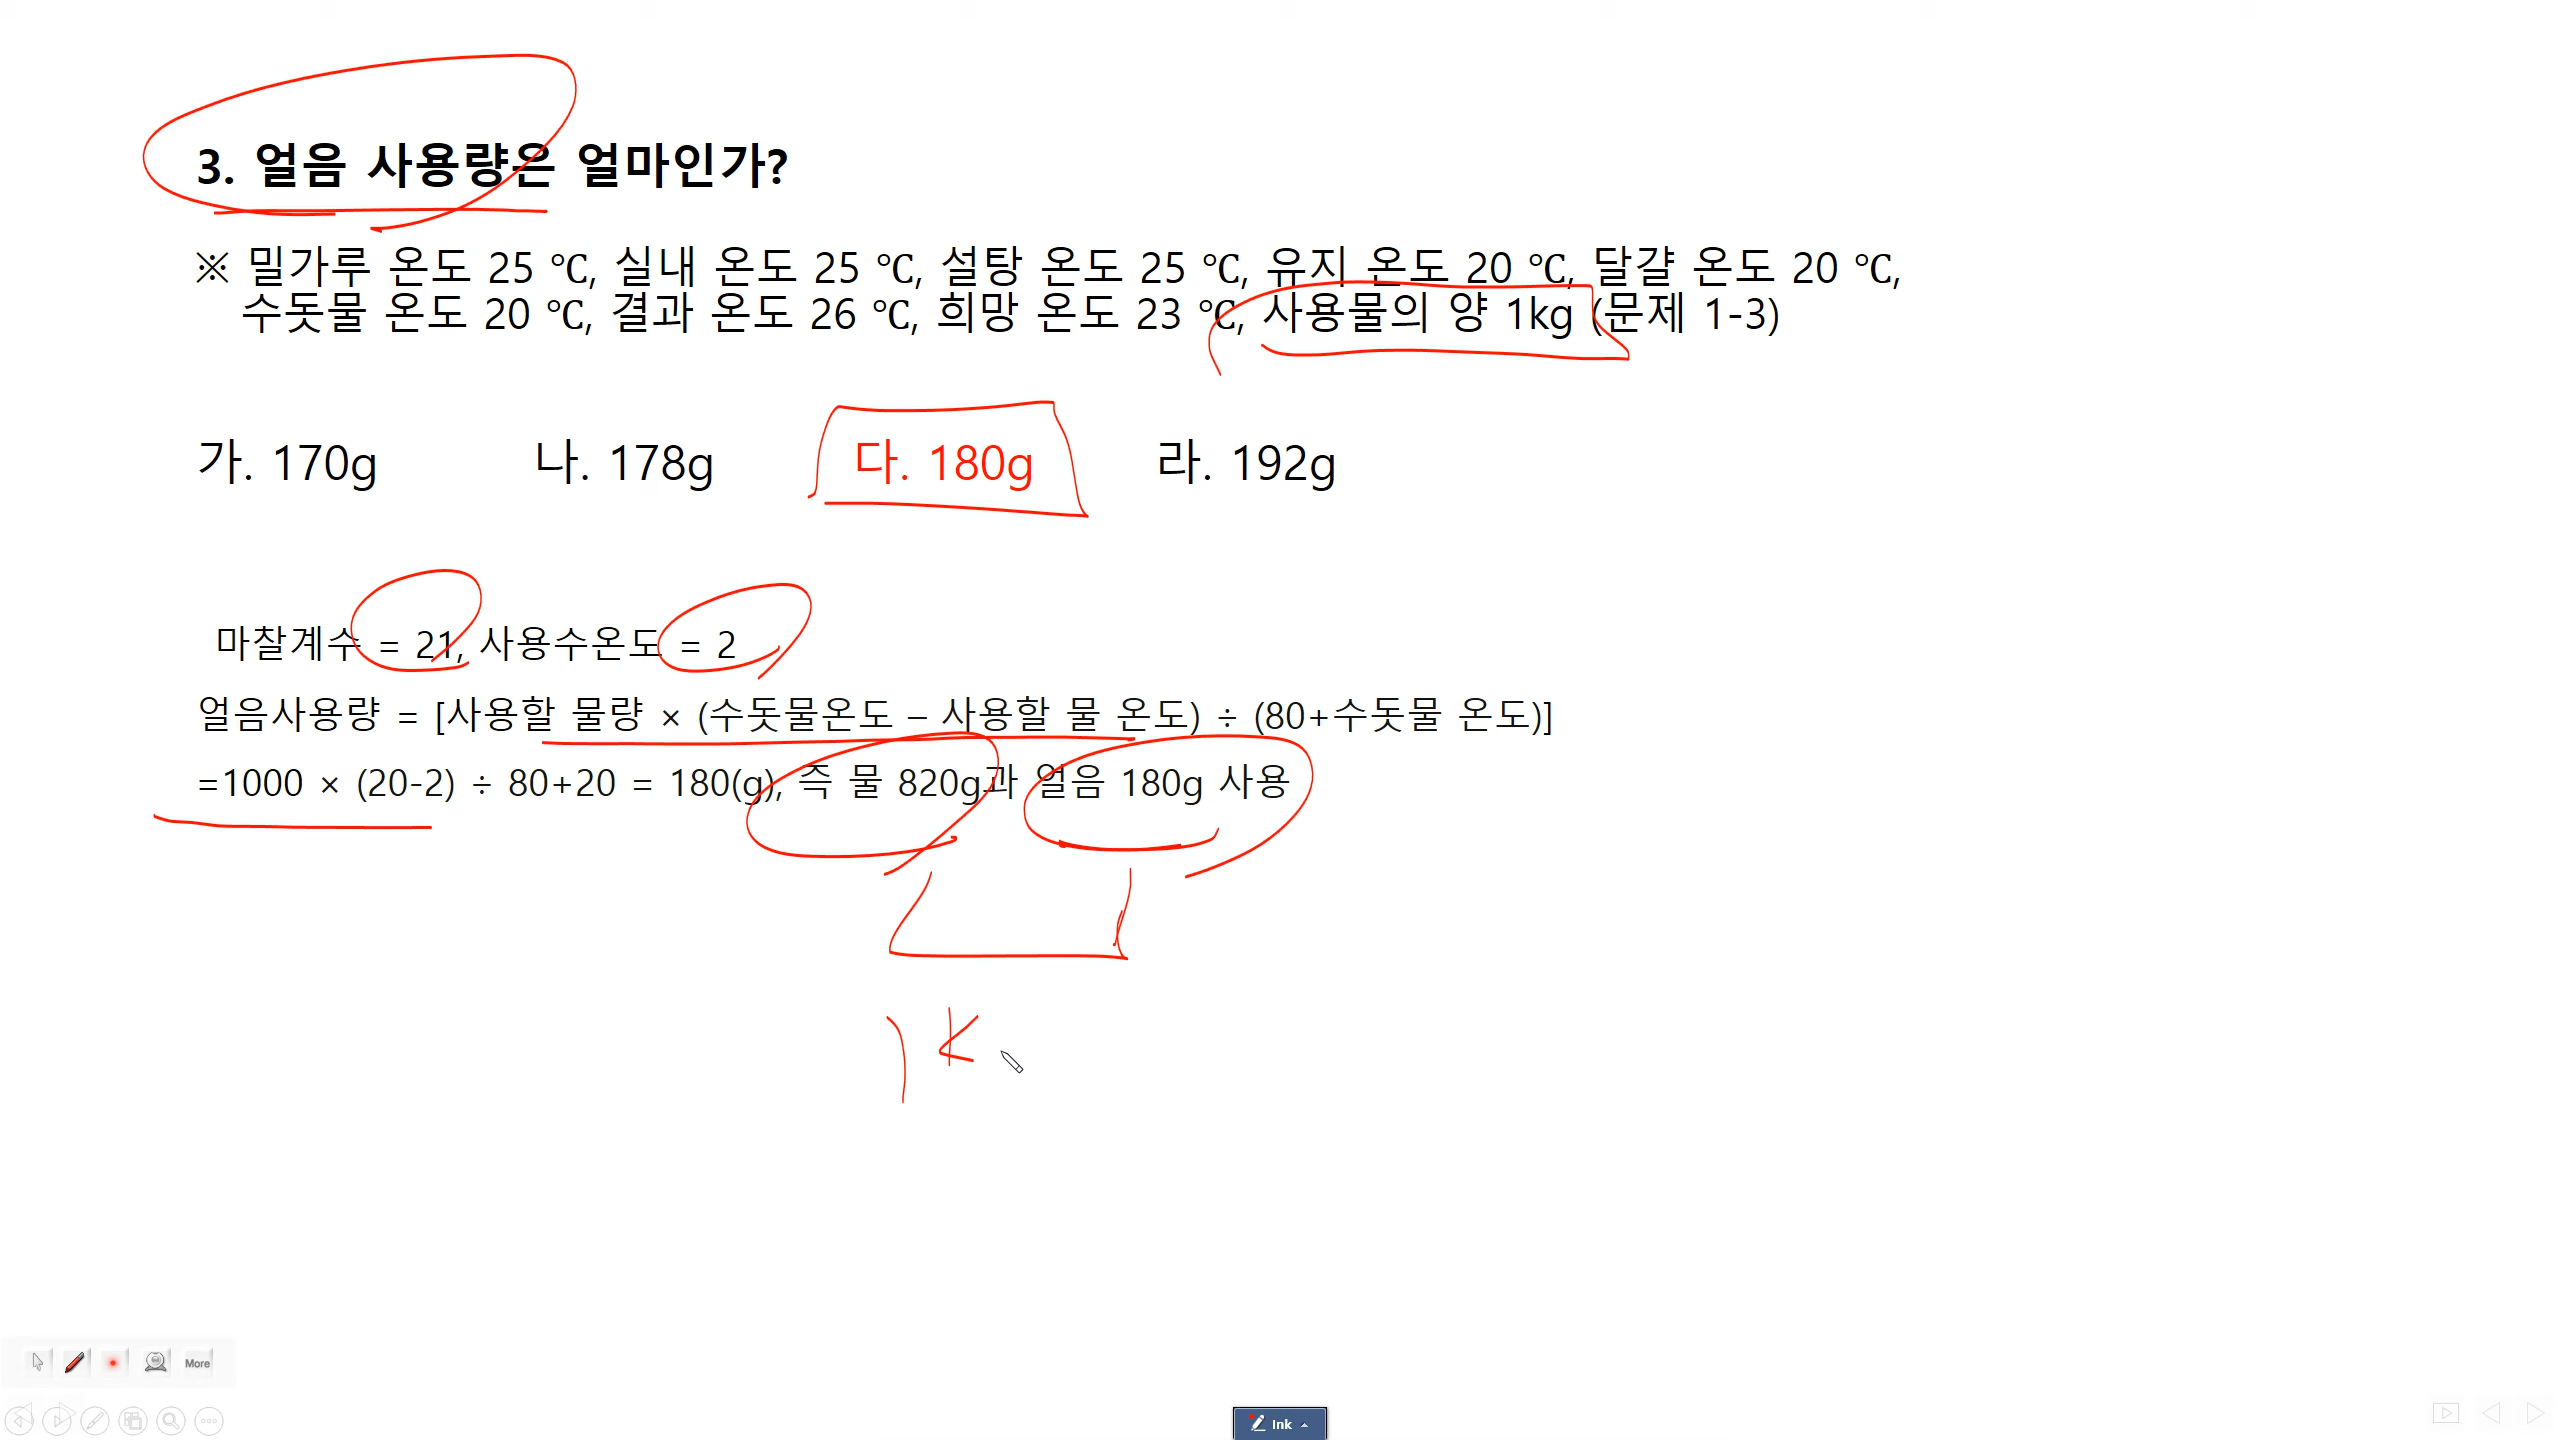 3. 얼음 사용량은 얼마인가?
※ 밀가루 온도 25 ℃, 실내 온도 25 ℃, 설탕 온도 25 ℃, 유지 온도 20 ℃, 달걀 온도 20 ℃,
수돗물 온도 20 ℃, 결과 온도 26 ℃, 희망 온도 23 ℃, 사용물의 양 1kg (문제 1-3)
가. 170g 나. 178g 다. 180g 라. 192g
마찰계수 = 21, 사용수온도 = 2
얼음사용량 = [사용할 물량 × (수돗물온도 – 사용할 물 온도) ÷ (80+수돗물 온도)]
=1000 × (20-2) ÷ 80+20 = 180(g), 즉 물 820g과 얼음 180g 사용
1k
More
Ink